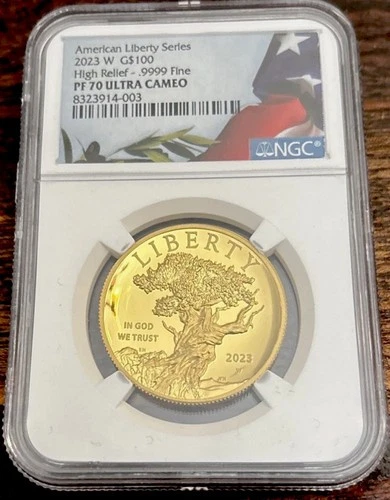 American Liberty Series
2023 W G$100
High Relief - .9999 Fine
PF 70 ULTRA CAMEO
8323914-003
NGC®
LIBERTY
IN GOD
WE TRUST
2023